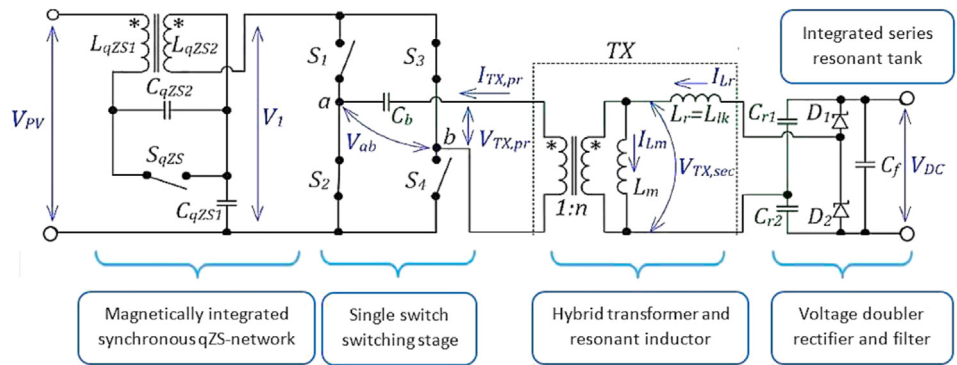 * L_qZS1 L_qZS2
C_qZS2
V_PV
S_qZS
C_qZS1
V_1
S_1
S_3
a
C_b
V_ab
b
S_2
S_4
I_TX,pr
V_TX,pr
TX
*
*
1:n
I_Lm
L_m
I_Lr
L_r=L_lk
V_TX,sec
Integrated series
resonant tank
C_r1
D_1
C_r2
D_2
C_f
V_DC
Magnetically integrated
synchronous qZS-network
Single switch
switching stage
Hybrid transformer and
resonant inductor
Voltage doubler
rectifier and filter